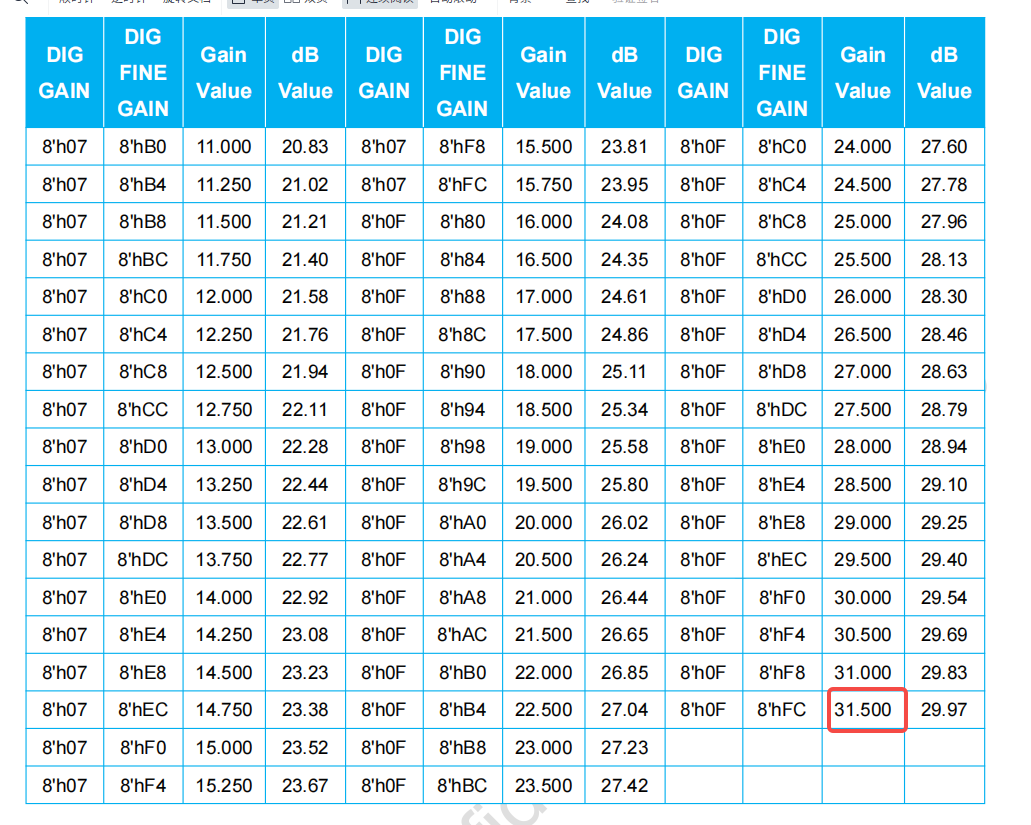 DIG GAIN DIG FINE GAIN Gain Value dB Value DIG GAIN DIG FINE GAIN Gain Value dB Value DIG GAIN DIG FINE GAIN Gain Value dB Value
8'h07 8'hB0 11.000 20.83 8'h07 8'hF8 15.500 23.81 8'h0F 8'hC0 24.000 27.60
8'h07 8'hB4 11.250 21.02 8'h07 8'hFC 15.750 23.95 8'h0F 8'hC4 24.500 27.78
8'h07 8'hB8 11.500 21.21 8'h0F 8'h80 16.000 24.08 8'h0F 8'hC8 25.000 27.96
8'h07 8'hBC 11.750 21.40 8'h0F 8'h84 16.500 24.35 8'h0F 8'hCC 25.500 28.13
8'h07 8'hC0 12.000 21.58 8'h0F 8'h88 17.000 24.61 8'h0F 8'hD0 26.000 28.30
8'h07 8'hC4 12.250 21.76 8'h0F 8'h8C 17.500 24.86 8'h0F 8'hD4 26.500 28.46
8'h07 8'hC8 12.500 21.94 8'h0F 8'h90 18.000 25.11 8'h0F 8'hD8 27.000 28.63
8'h07 8'hCC 12.750 22.11 8'h0F 8'h94 18.500 25.34 8'h0F 8'hDC 27.500 28.79
8'h07 8'hD0 13.000 22.28 8'h0F 8'h98 19.000 25.58 8'h0F 8'hE0 28.000 28.94
8'h07 8'hD4 13.250 22.44 8'h0F 8'h9C 19.500 25.80 8'h0F 8'hE4 28.500 29.10
8'h07 8'hD8 13.500 22.61 8'h0F 8'hA0 20.000 26.02 8'h0F 8'hE8 29.000 29.25
8'h07 8'hDC 13.750 22.77 8'h0F 8'hA4 20.500 26.24 8'h0F 8'hEC 29.500 29.40
8'h07 8'hE0 14.000 22.92 8'h0F 8'hA8 21.000 26.44 8'h0F 8'hF0 30.000 29.54
8'h07 8'hE4 14.250 23.08 8'h0F 8'hAC 21.500 26.65 8'h0F 8'hF4 30.500 29.69
8'h07 8'hE8 14.500 23.23 8'h0F 8'hB0 22.000 26.85 8'h0F 8'hF8 31.000 29.83
8'h07 8'hEC 14.750 23.38 8'h0F 8'hB4 22.500 27.04 8'h0F 8'hFC 31.500 29.97
8'h07 8'hF0 15.000 23.52 8'h0F 8'hB8 23.000 27.23
8'h07 8'hF4 15.250 23.67 8'h0F 8'hBC 23.500 27.42